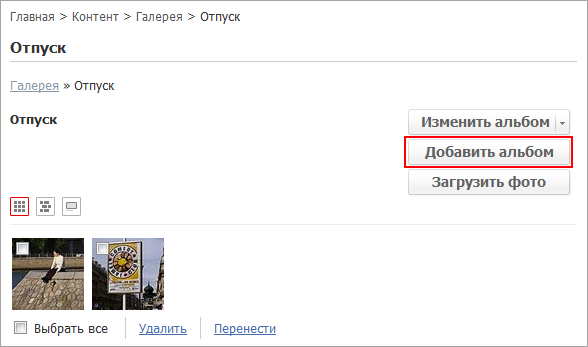 Главная > Контент > Галерея > Отпуск
Отпуск
Галерея » Отпуск
Отпуск
Изменить альбом
Добавить альбом
Загрузить фото
Выбрать все
Удалить
Перенести